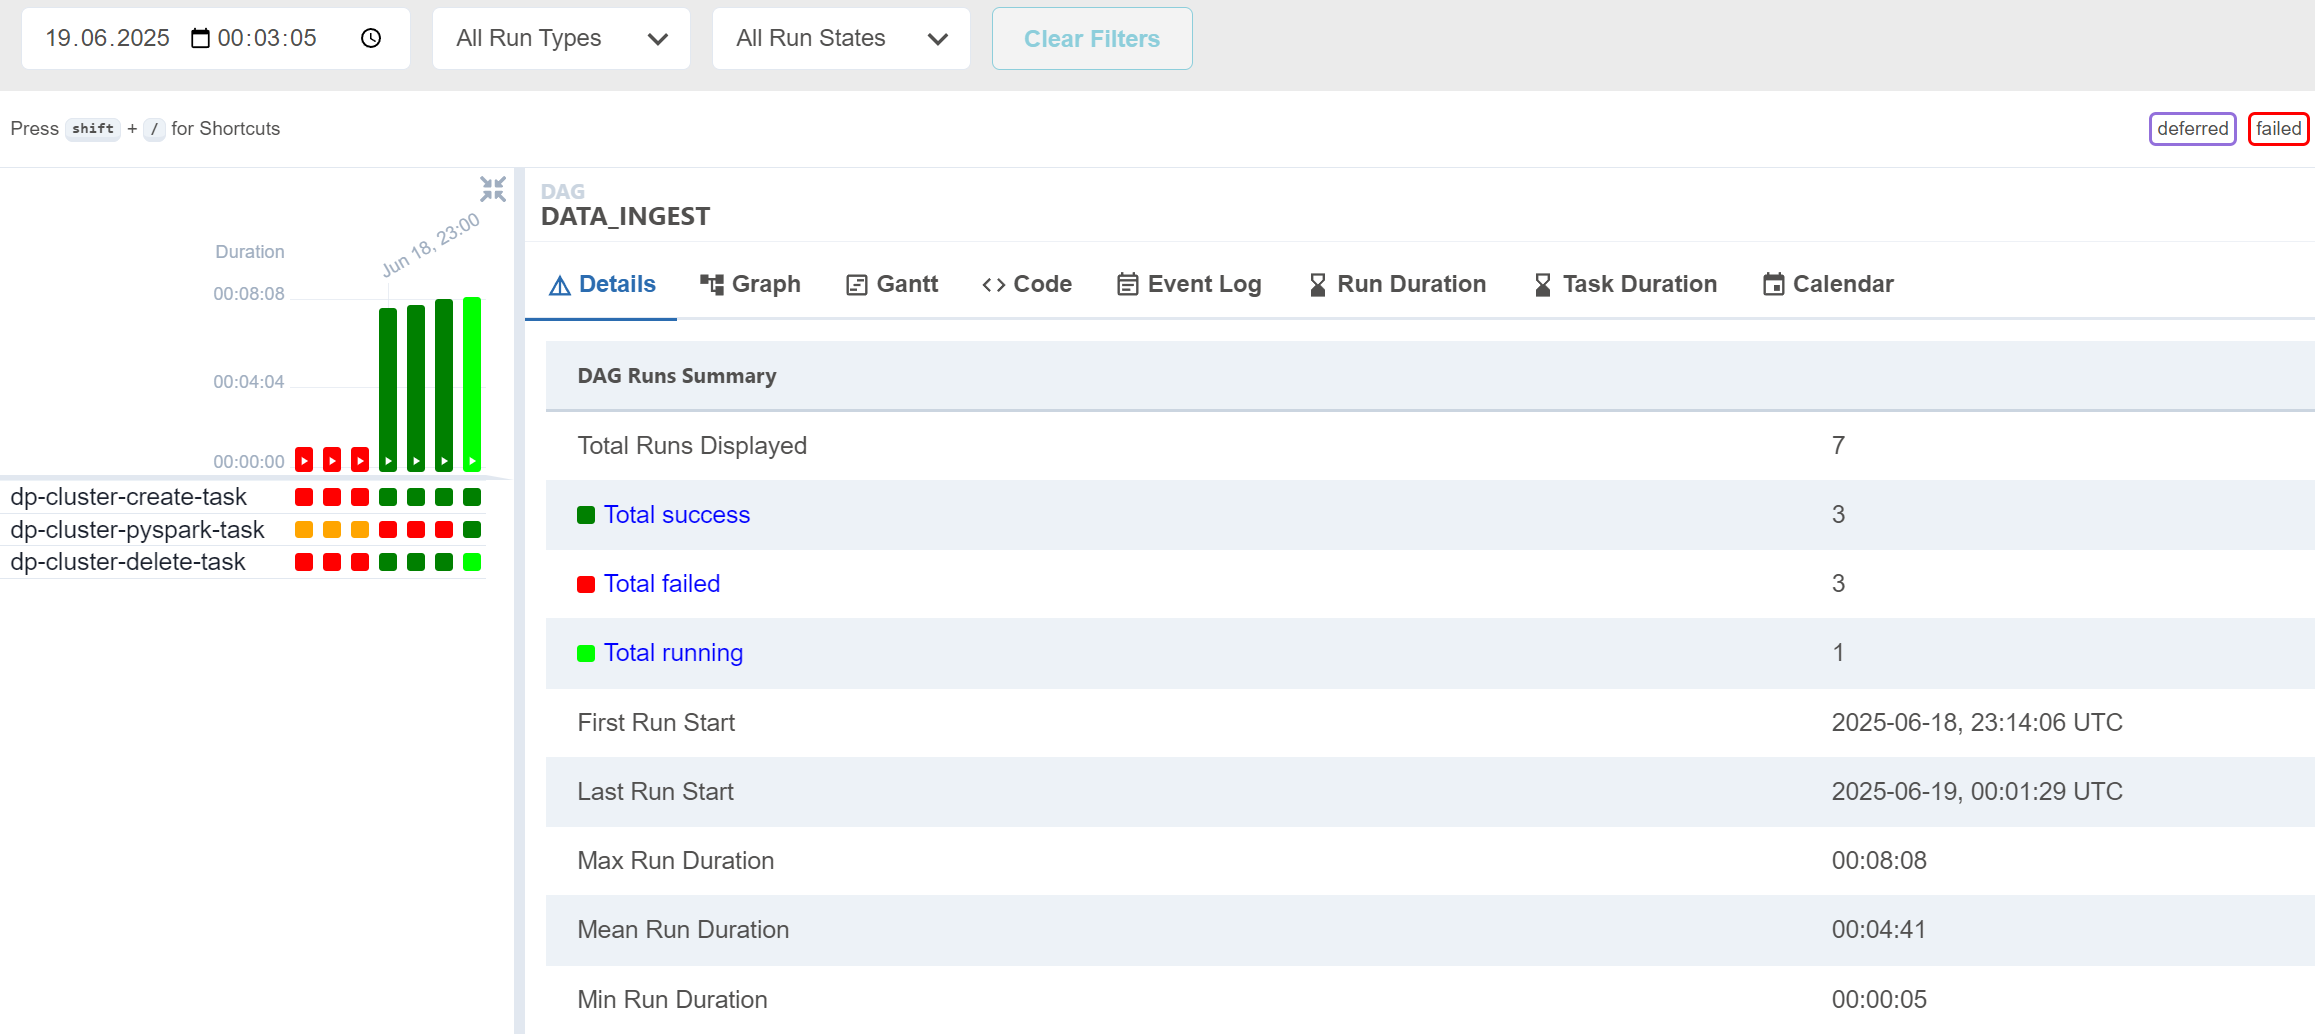 19.06.2025 00:03:05 All Run Types All Run States Clear Filters
Press shift + / for Shortcuts deferred failed
Jun 18, 23:00
Duration
00:08:08
00:04:04
00:00:00
dp-cluster-create-task
dp-cluster-pyspark-task
dp-cluster-delete-task
DAG
DATA_INGEST
Details Graph Gantt Code Event Log Run Duration Task Duration Calendar
DAG Runs Summary
Total Runs Displayed 7
Total success 3
Total failed 3
Total running 1
First Run Start 2025-06-18, 23:14:06 UTC
Last Run Start 2025-06-19, 00:01:29 UTC
Max Run Duration 00:08:08
Mean Run Duration 00:04:41
Min Run Duration 00:00:05